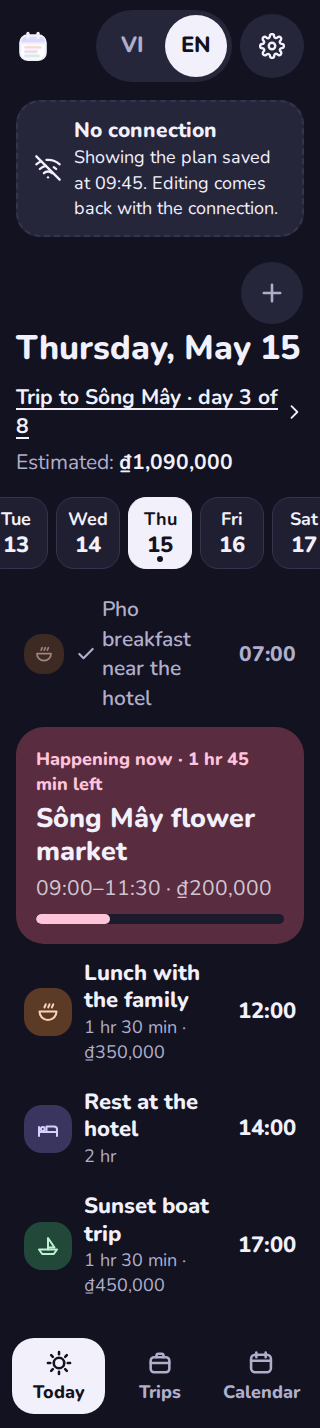 VI
EN
No connection
Showing the plan saved
at 09:45. Editing comes
back with the connection.
Thursday, May 15
Trip to Sông Mây · day 3 of
8
Estimated: ₫1,090,000
Tue
13
Wed
14
Thu
15
Fri
16
Sat
17
Pho
breakfast
near the
hotel
07:00
Happening now · 1 hr 45
min left
Sông Mây flower
market
09:00–11:30 · ₫200,000
Lunch with
the family
1 hr 30 min ·
₫350,000
12:00
Rest at the
hotel
2 hr
14:00
Sunset boat
trip
1 hr 30 min ·
₫450,000
17:00
Today
Trips
Calendar